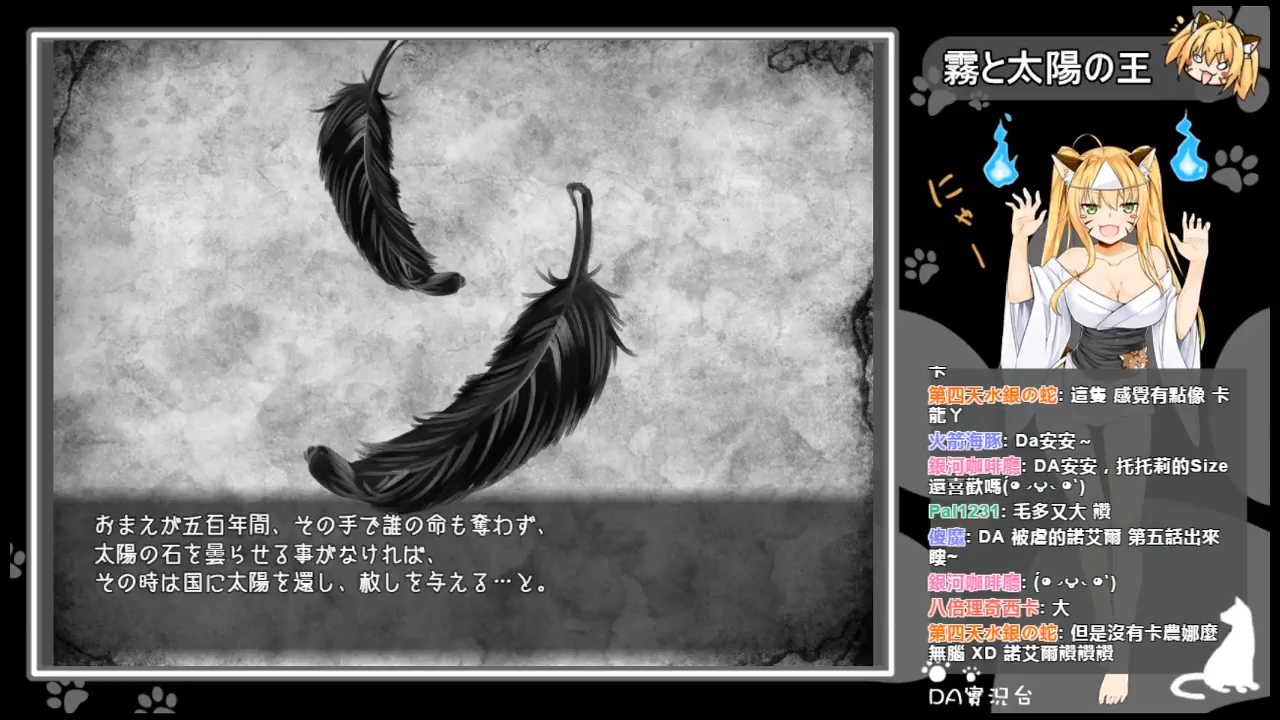 霧と太陽の王
にゃー
おまえが五百年間、その手で誰の命も奪わず、
太陽の石を曇らせる事がなければ、
その時は国に太陽を還し、赦しを与える…と。
第四天水銀の蛇: 這隻 感覺有點像 卡
龍丫
火箭海豚: Da安安~
銀河咖啡廳: DA安安，托托莉的Size
還喜歡嗎(• ᴗ •`)
Pal1231: 毛多又大 讚
傻魔: DA 被虐的諾艾爾 第五話出來
瞜~
銀河咖啡廳: (• ᴗ •`)
八倍理奇西卡: 大
第四天水銀の蛇: 但是沒有卡農娜麼
無腦 XD 諾艾爾讚讚讚
DA實況台